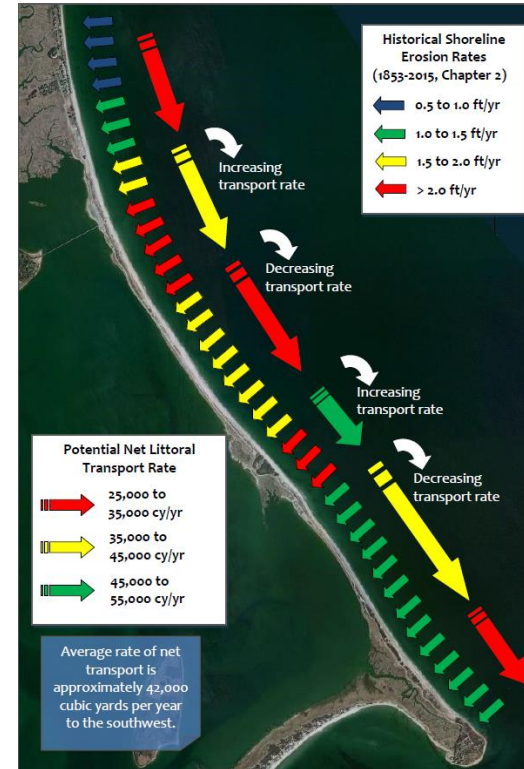 Historical Shoreline
Erosion Rates
(1853-2015, Chapter 2)
0.5 to 1.0 ft/yr
1.0 to 1.5 ft/yr
1.5 to 2.0 ft/yr
> 2.0 ft/yr
Increasing
transport rate
Decreasing
transport rate
Increasing
transport rate
Decreasing
transport rate
Potential Net Littoral
Transport Rate
25,000 to
35,000 cy/yr
35,000 to
45,000 cy/yr
45,000 to
55,000 cy/yr
Average rate of net
transport is
approximately 42,000
cubic yards per year
to the southwest.